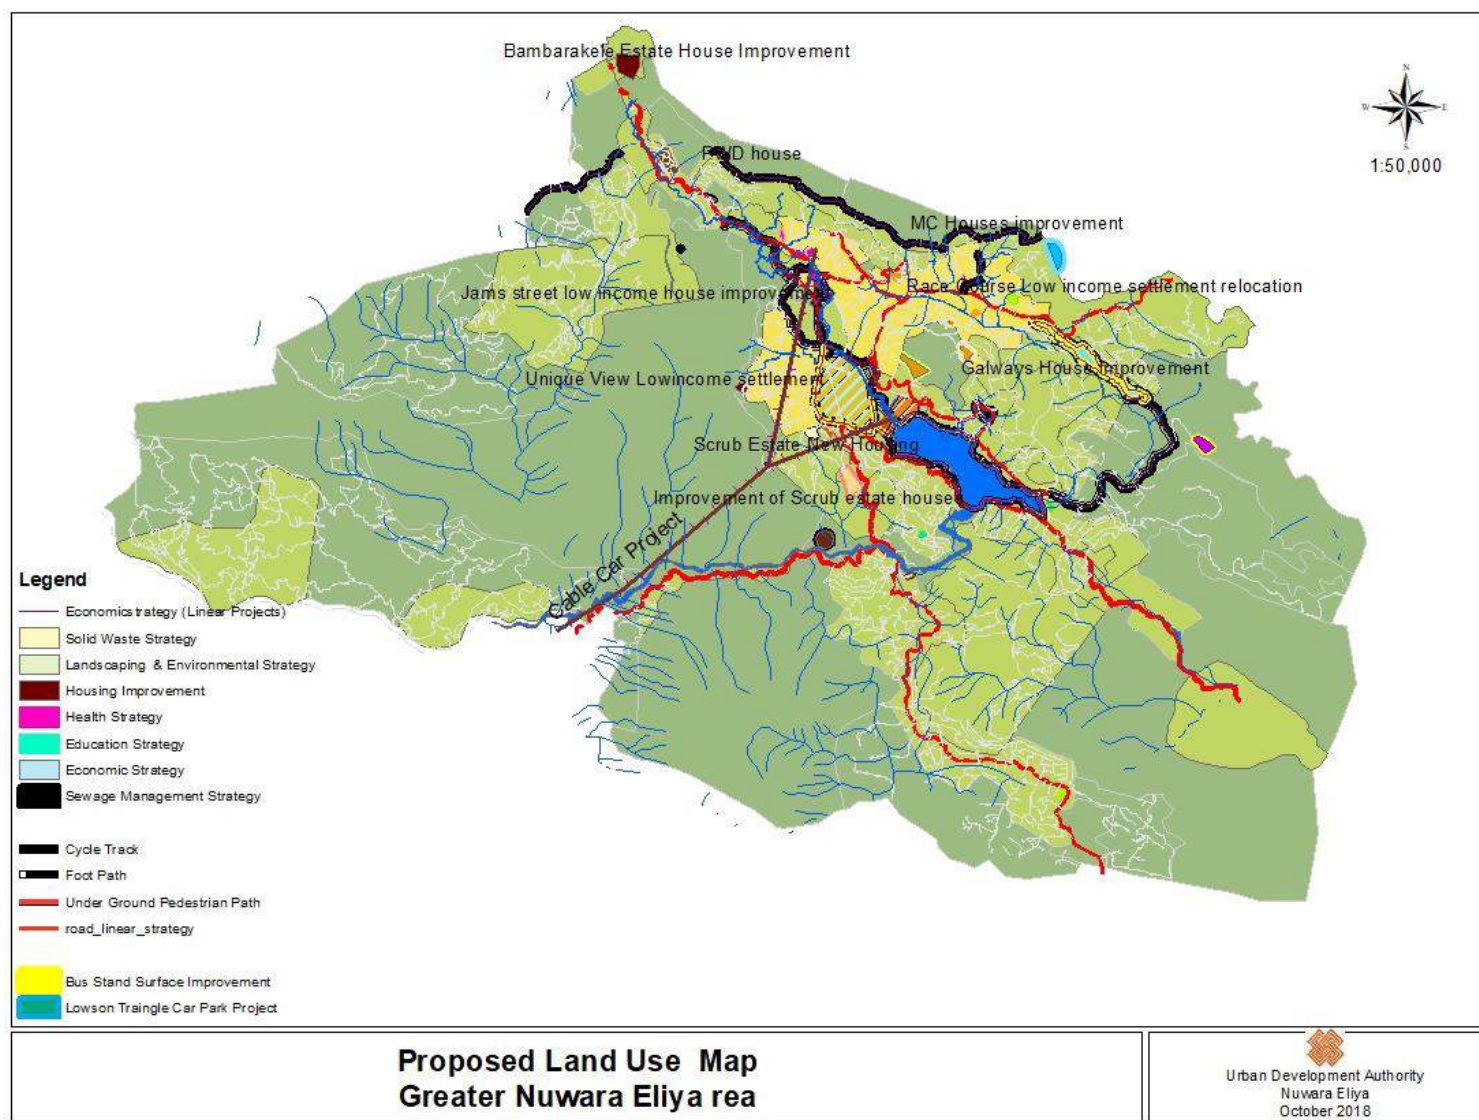 Bambarakele Estate House Improvement
N
W
E
S
1:50,000
PWD house
MC Houses improvement
Jams street low income house improvement
Race Course Low income settlement relocation
Unique View Lowincome settlement
Galways House Improvement
Scrub Estate New Housing
Improvement of Scrub estate house
Cable Car Project
Legend
Economicstrategy (Linear Projects)
Solid Waste Strategy
Landscaping & Environmental Strategy
Housing Improvement
Health Strategy
Education Strategy
Economic Strategy
Sewage Management Strategy
Cycle Track
Foot Path
Under Ground Pedestrian Path
road_linear_strategy
Bus Stand Surface Improvement
Lowson Traingle Car Park Project
Proposed Land Use Map
Greater Nuwara Eliya rea
Urban Development Authority
Nuwara Eliya
October 2018